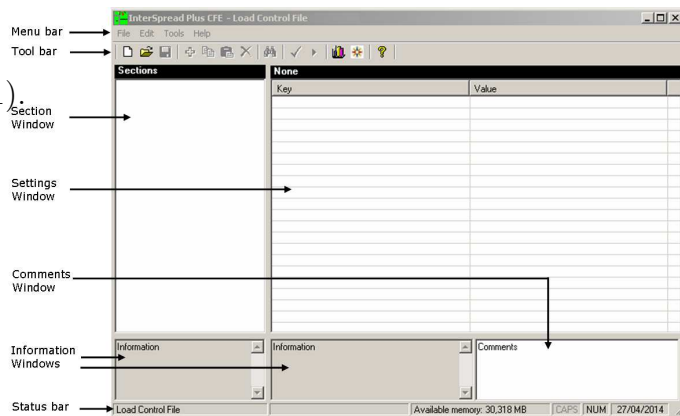 InterSpread Plus CFE - Load Control File
Menu bar
File Edit Tools Help
Tool bar
Sections
None
Key
Value
).
Section
Window
Settings
Window
Comments
Window
Information
Windows
Information
Information
Comments
Status bar
Load Control File
Available memory: 30,318 MB
CAPS
NUM
27/04/2014